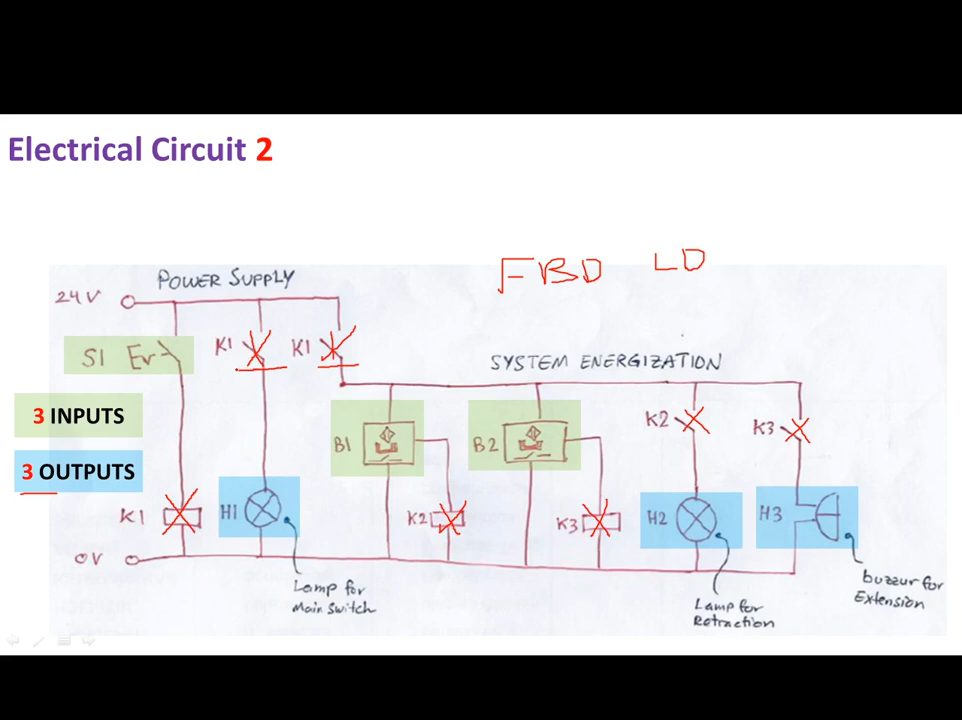 Electrical Circuit 2
FBD LD
POWER SUPPLY
24V
S1
K1 K1
SYSTEM ENERGIZATION
3 INPUTS
3 OUTPUTS
B1
B2
K2
K3
K1
H1
K2
K3
H2
H3
0V
Lamp for
Main Switch
Lamp for
Retraction
buzzur for
Extension